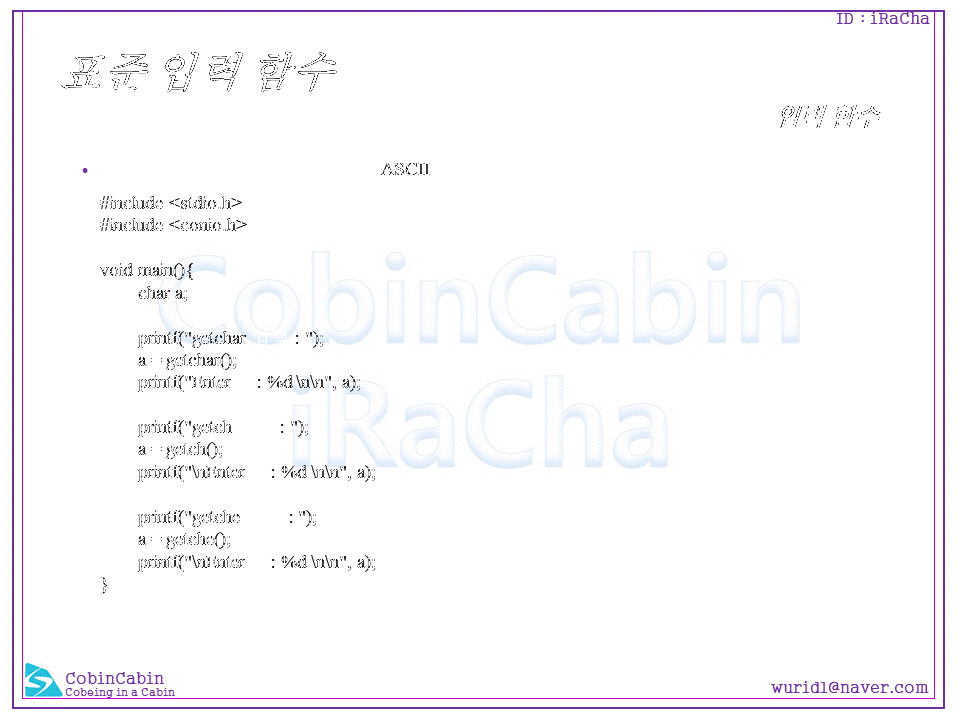 ID : iRaCha
표준 입력 함수
입력 함수
• ASCII
#include <stdio.h>
#include <conio.h>
void main(){
char a;
printf("getchar : ");
a = getchar();
printf("Enter : %d \n\n", a);
printf("getch : ");
a = getch();
printf("\nEnter : %d \n\n", a);
printf("getche : ");
a = getche();
printf("\nEnter : %d \n\n", a);
}
CobinCabin
iRaCha
CobinCabin
Cobeing in a Cabin
wurid1@naver.com